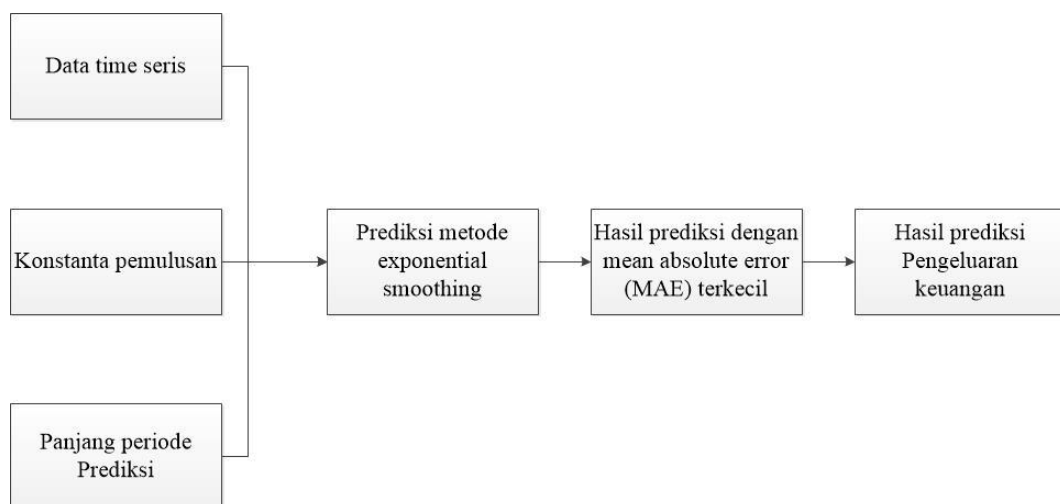 Data time seris
Konstanta pemulusan
Panjang periode
Prediksi
Prediksi metode
exponential
smoothing
Hasil prediksi dengan
mean absolute error
(MAE) terkecil
Hasil prediksi
Pengeluaran
keuangan